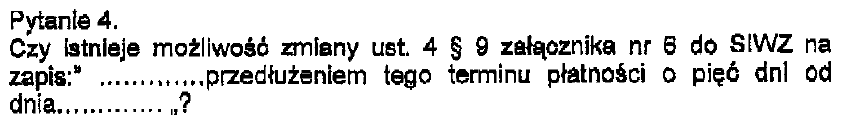 Pytanie 4.
Czy istnieje możliwość zmiany ust. 4 § 9 załącznika nr 6 do SIWZ na
zapis:" .............przedłużeniem tego terminu płatności o pięć dni od
dnia............. „?